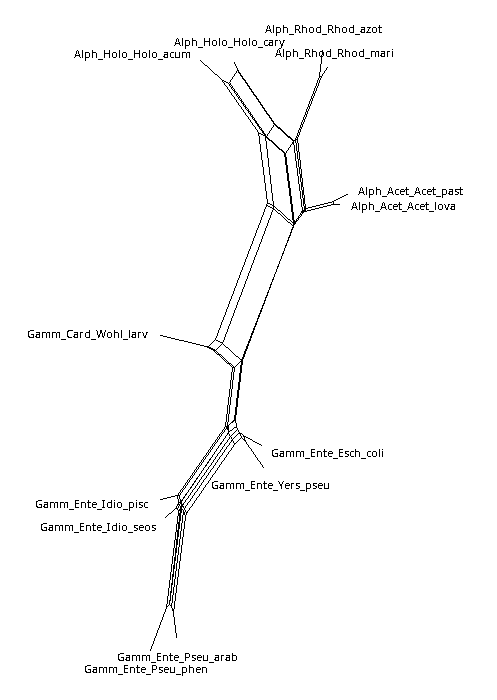 Alph_Rhod_Rhod_azot
Alph_Holo_Holo_cary
Alph_Holo_Holo_acum
Alph_Rhod_Rhod_mari
Alph_Acet_Acet_past
Alph_Acet_Acet_lova
Gamm_Card_Wohl_larv
Gamm_Ente_Esch_coli
Gamm_Ente_Yers_pseu
Gamm_Ente_Idio_pisc
Gamm_Ente_Idio_seos
Gamm_Ente_Pseu_arab
Gamm_Ente_Pseu_phen